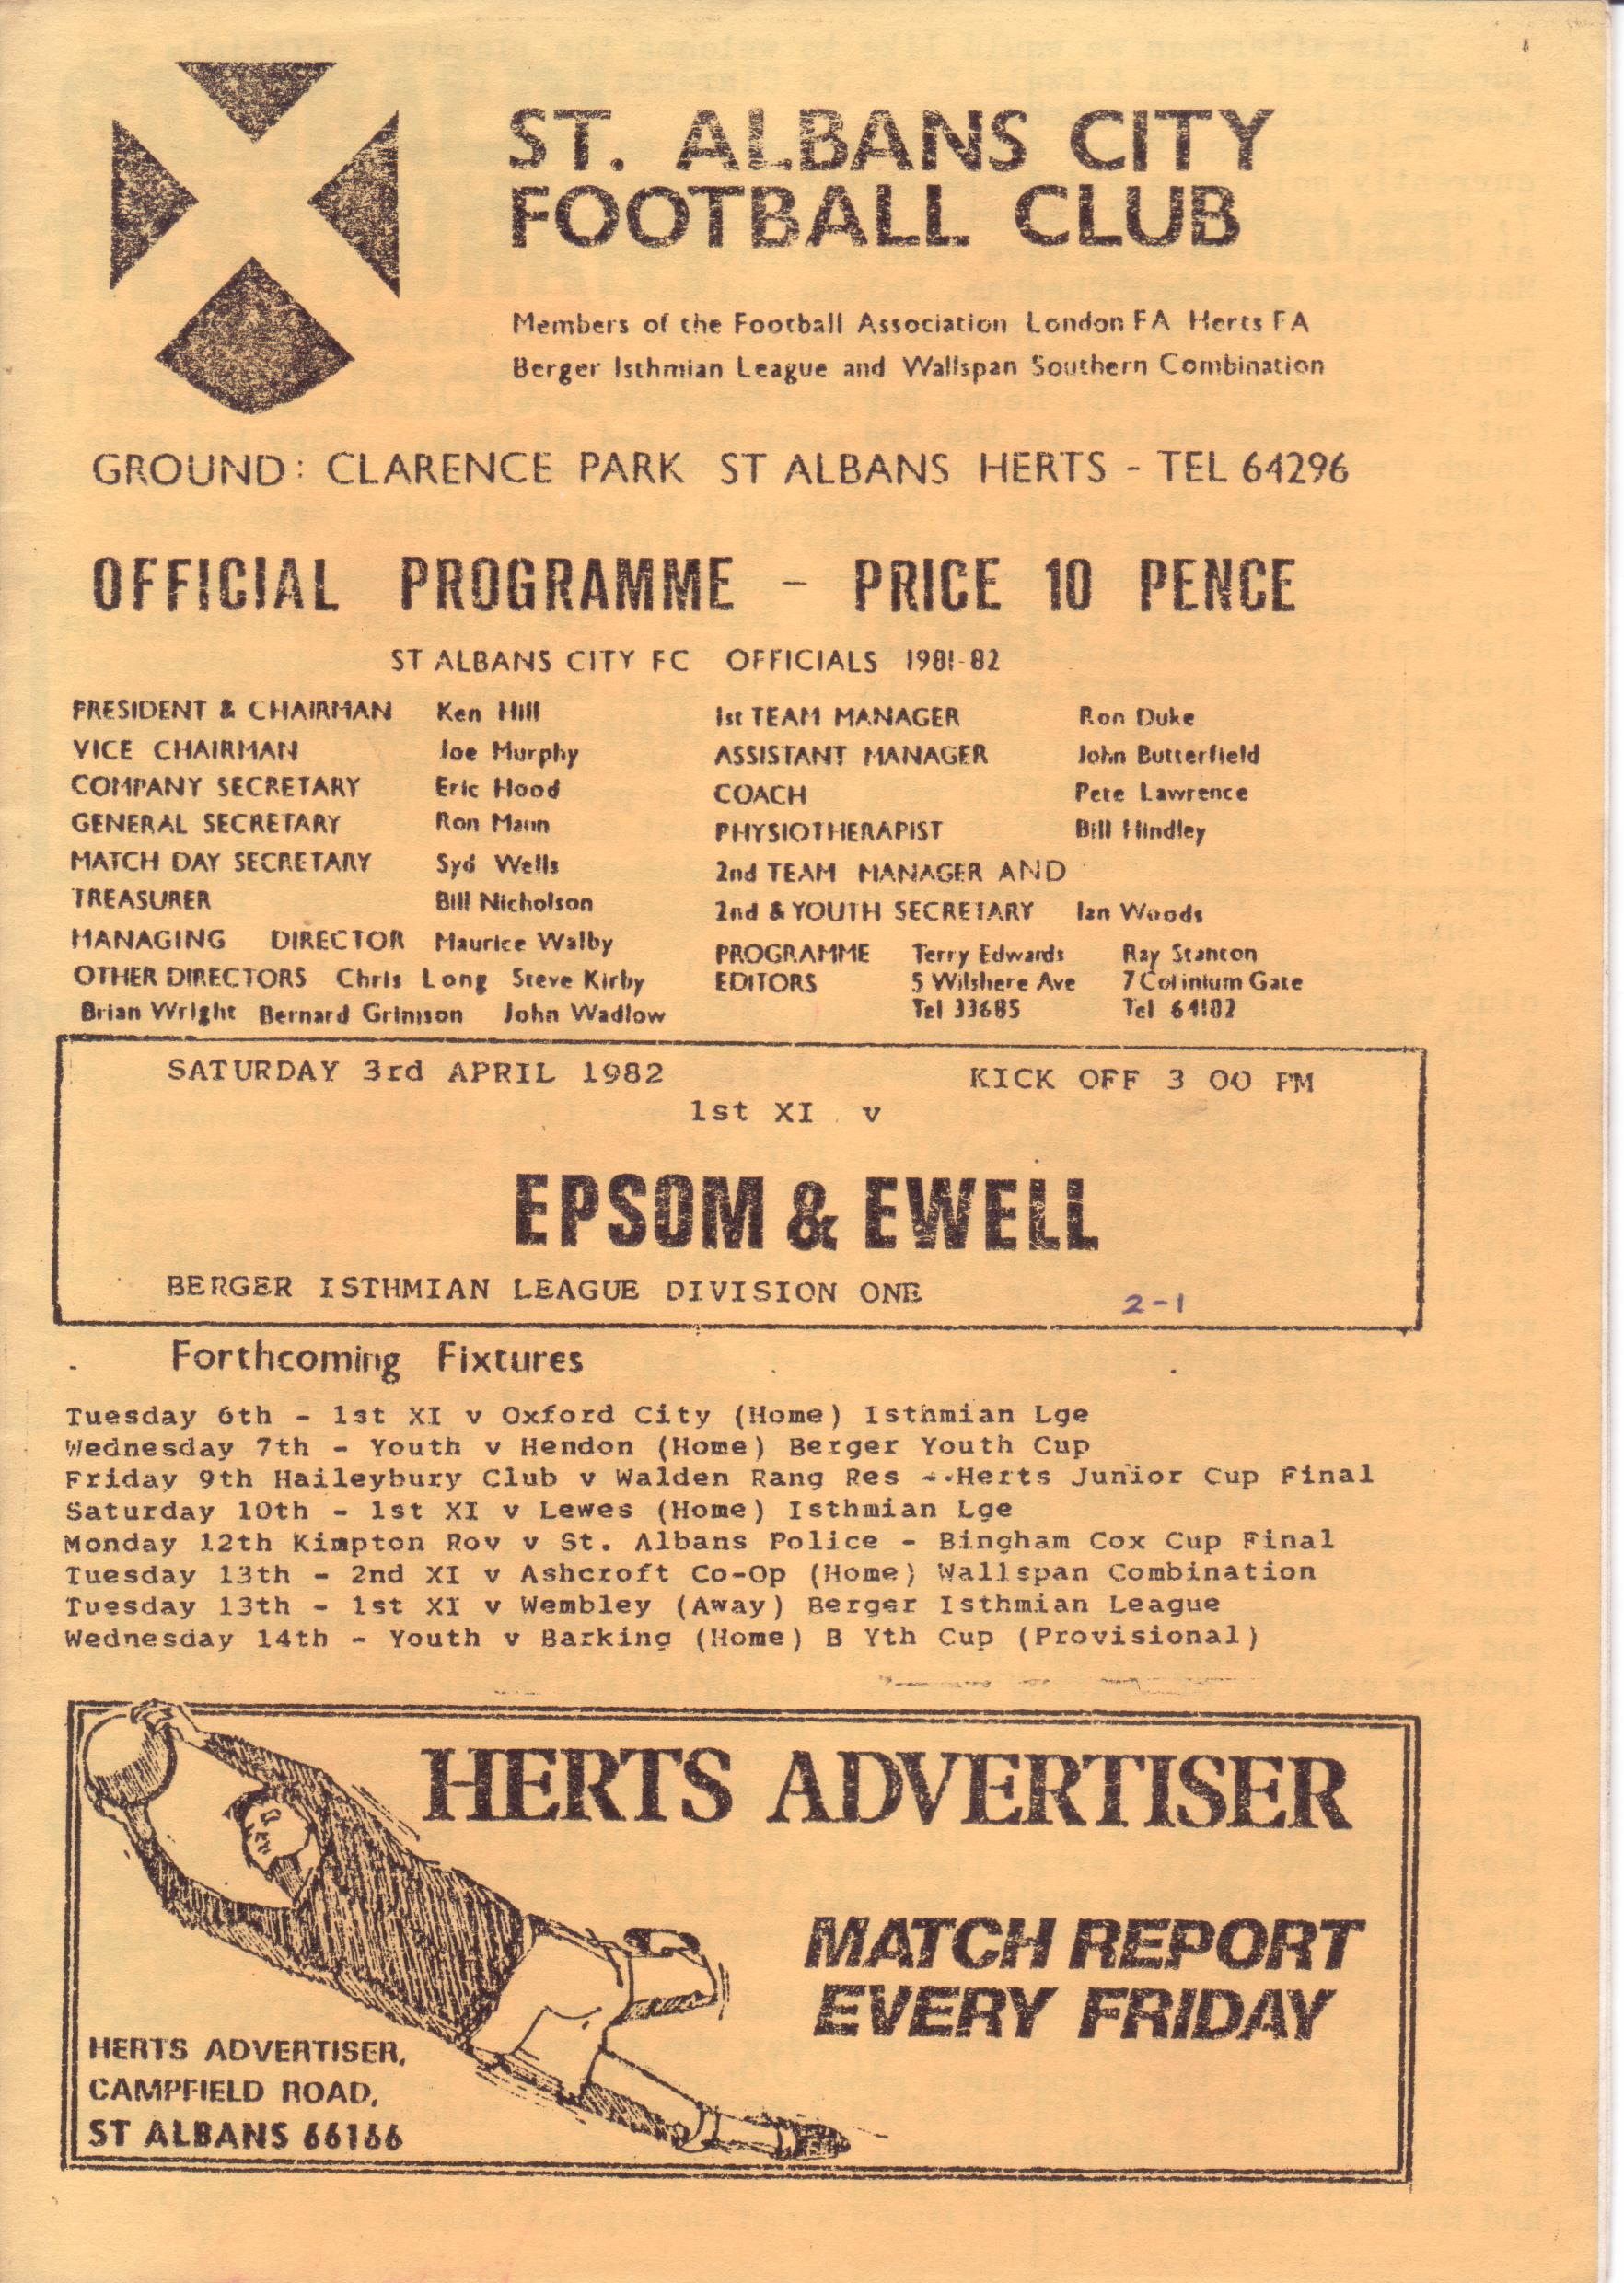 ST. ALBANS CITY
FOOTBALL CLUB
Members of the Football Association London FA Herts FA
Berger Isthmian League and Wallspan Southern Combination
GROUND: CLARENCE PARK ST ALBANS HERTS - TEL 64296
OFFICIAL PROGRAMME - PRICE 10 PENCE
ST ALBANS CITY FC OFFICIALS 1981-82
PRESIDENT & CHAIRMAN Ken Hill
VICE CHAIRMAN Joe Murphy
COMPANY SECRETARY Eric Hood
GENERAL SECRETARY Ron Mann
MATCH DAY SECRETARY Syd Wells
TREASURER Bill Nicholson
MANAGING DIRECTOR Maurice Walby
OTHER DIRECTORS Chris Long Steve Kirby
Brian Wright Bernard Grimson John Wadlow
1st TEAM MANAGER Ron Duke
ASSISTANT MANAGER John Butterfield
COACH Pete Lawrence
PHYSIOTHERAPIST Bill Hindley
2nd TEAM MANAGER AND
2nd & YOUTH SECRETARY Ian Woods
PROGRAMME Terry Edwards Ray Stanton
EDITORS 5 Wilshere Ave 7 Colinium Gate
Tel 33685 Tel 64182
SATURDAY 3rd APRIL 1982 KICK OFF 3 00 PM
1st XI v
EPSOM & EWELL
BERGER ISTHMIAN LEAGUE DIVISION ONE 2-1
Forthcoming Fixtures
Tuesday 6th - 1st XI v Oxford City (Home) Isthmian Lge
Wednesday 7th - Youth v Hendon (Home) Berger Youth Cup
Friday 9th Haileybury Club v Walden Rang Res - Herts Junior Cup Final
Saturday 10th - 1st XI v Lewes (Home) Isthmian Lge
Monday 12th Kimpton Rov v St. Albans Police - Bingham Cox Cup Final
Tuesday 13th - 2nd XI v Ashcroft Co-Op (Home) Wallspan Combination
Tuesday 13th - 1st XI v Wembley (Away) Berger Isthmian League
Wednesday 14th - Youth v Barking (Home) B Yth Cup (Provisional)
HERTS ADVERTISER
MATCH REPORT
EVERY FRIDAY
HERTS ADVERTISER,
CAMPFIELD ROAD,
ST ALBANS 66166